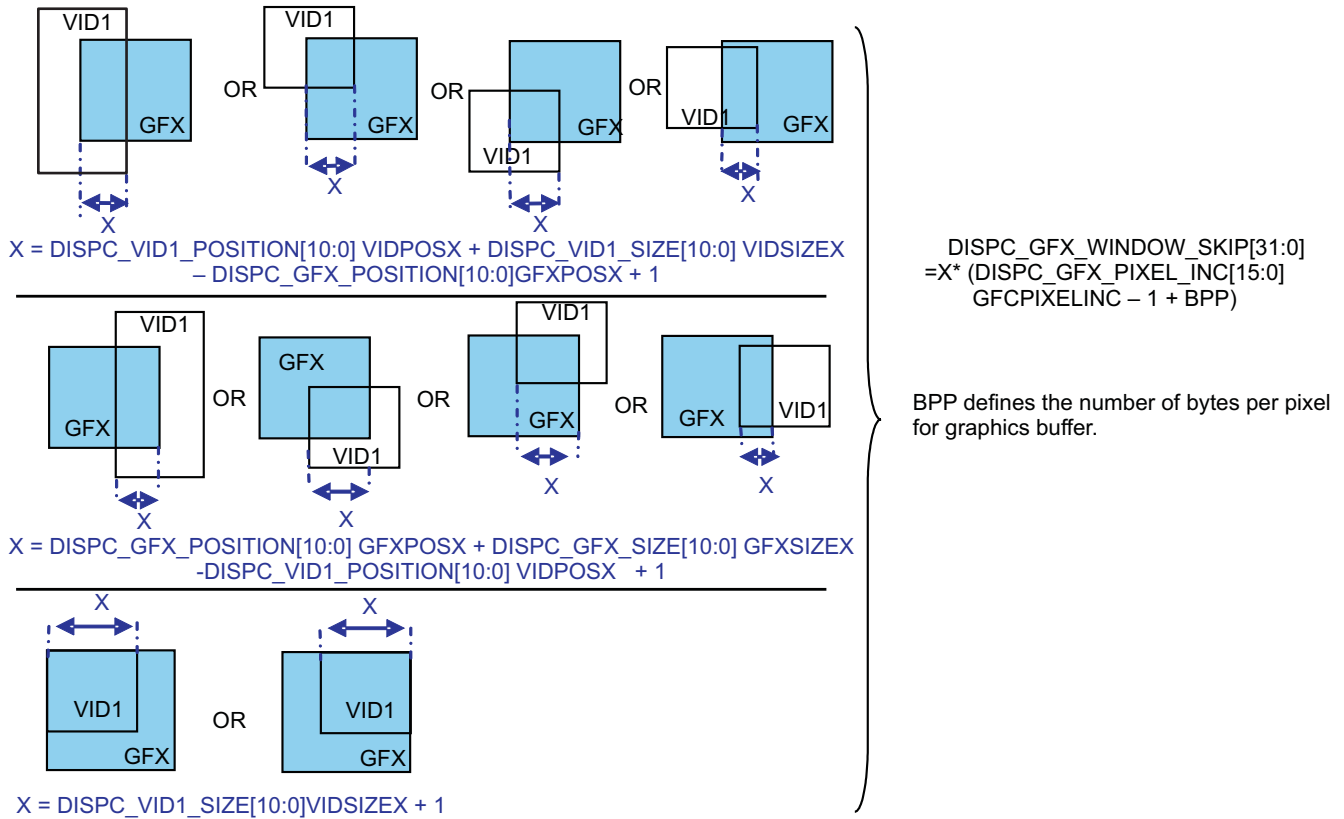 VID1
GFX
X
OR
VID1
GFX
X
OR
GFX
VID1
X
OR
VID1
GFX
X
X = DISPC_VID1_POSITION[10:0] VIDPOSX + DISPC_VID1_SIZE[10:0] VIDSIZEX
– DISPC_GFX_POSITION[10:0]GFXPOSX + 1
VID1
GFX
X
OR
GFX
VID1
X
OR
VID1
GFX
X
OR
GFX
VID1
X
X = DISPC_GFX_POSITION[10:0] GFXPOSX + DISPC_GFX_SIZE[10:0] GFXSIZEX
-DISPC_VID1_POSITION[10:0] VIDPOSX + 1
X
VID1
GFX
OR
X
VID1
GFX
X = DISPC_VID1_SIZE[10:0]VIDSIZEX + 1
DISPC_GFX_WINDOW_SKIP[31:0]
=X* (DISPC_GFX_PIXEL_INC[15:0]
GFCPIXELINC – 1 + BPP)
BPP defines the number of bytes per pixel
for graphics buffer.